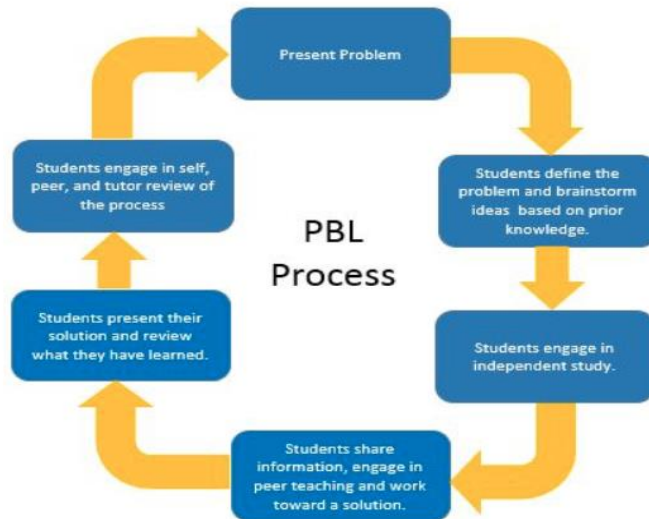 Present Problem
Students define the
problem and brainstorm
ideas based on prior
knowledge.
Students engage in
independent study.
Students share
information, engage in
peer teaching and work
toward a solution.
Students present their
solution and review
what they have learned.
Students engage in self,
peer, and tutor review of
the process
PBL
Process